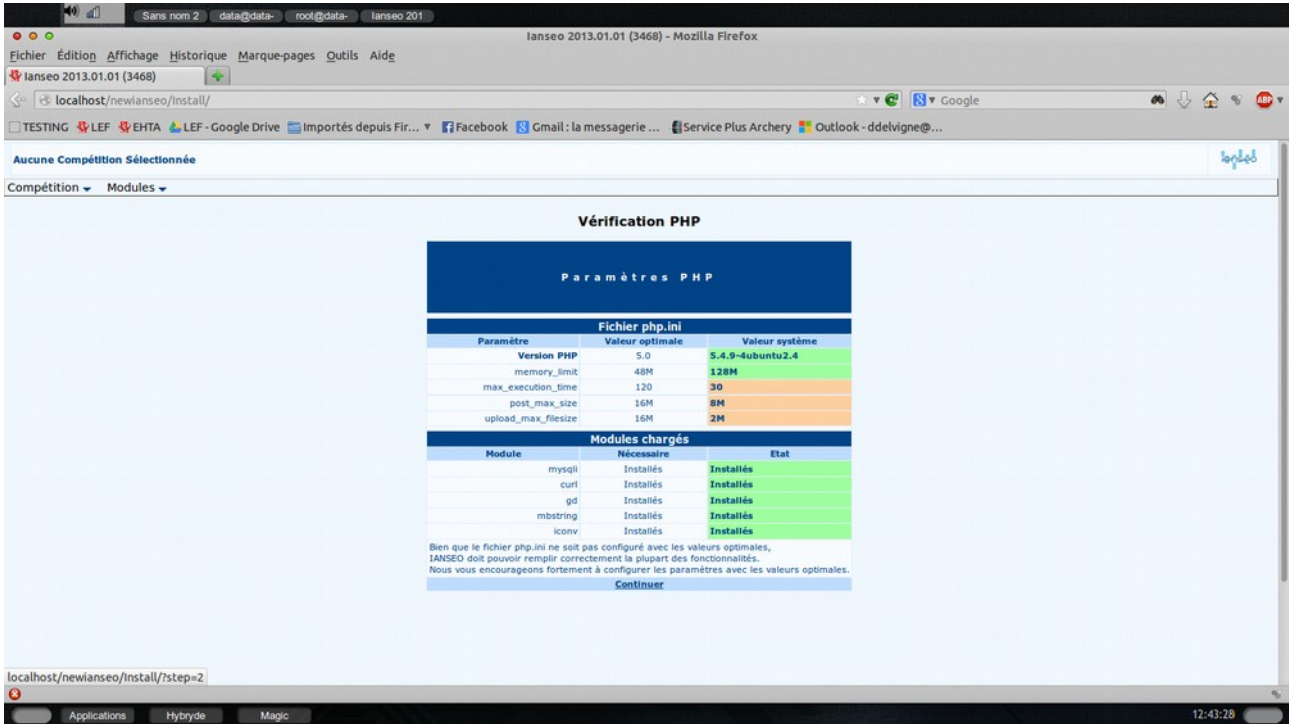 Sans nom 2 data@data- root@data- Ianseo 201
Ianseo 2013.01.01 (3468) - Mozilla Firefox
Fichier Édition Affichage Historique Marque-pages Outils Aide
Ianseo 2013.01.01 (3468)
localhost/newianseo/Install/ Google ABP
TESTING LEF EHTA LEF - Google Drive Importés depuis Fir... Facebook Gmail : la messagerie ... Service Plus Archery Outlook - ddelvigne@...
Aucune Compétition Sélectionnée
Compétition Modules
Vérification PHP
Paramètres PHP
Fichier php.ini
Paramètre Valeur optimale Valeur système
Version PHP 5.0 5.4.9-4ubuntu2.4
memory_limit 48M 128M
max_execution_time 120 30
post_max_size 16M 8M
upload_max_filesize 16M 2M
Modules chargés
Module Nécessaire Etat
mysqli Installés Installés
curl Installés Installés
gd Installés Installés
mbstring Installés Installés
iconv Installés Installés
Bien que le fichier php.ini ne soit pas configuré avec les valeurs optimales,
IANSEO doit pouvoir remplir correctement la plupart des fonctionnalités.
Nous vous encourageons fortement à configurer les paramètres avec les valeurs optimales.
Continuer
localhost/newianseo/Install/?step=2
Applications Hybryde Magic 12:43:28